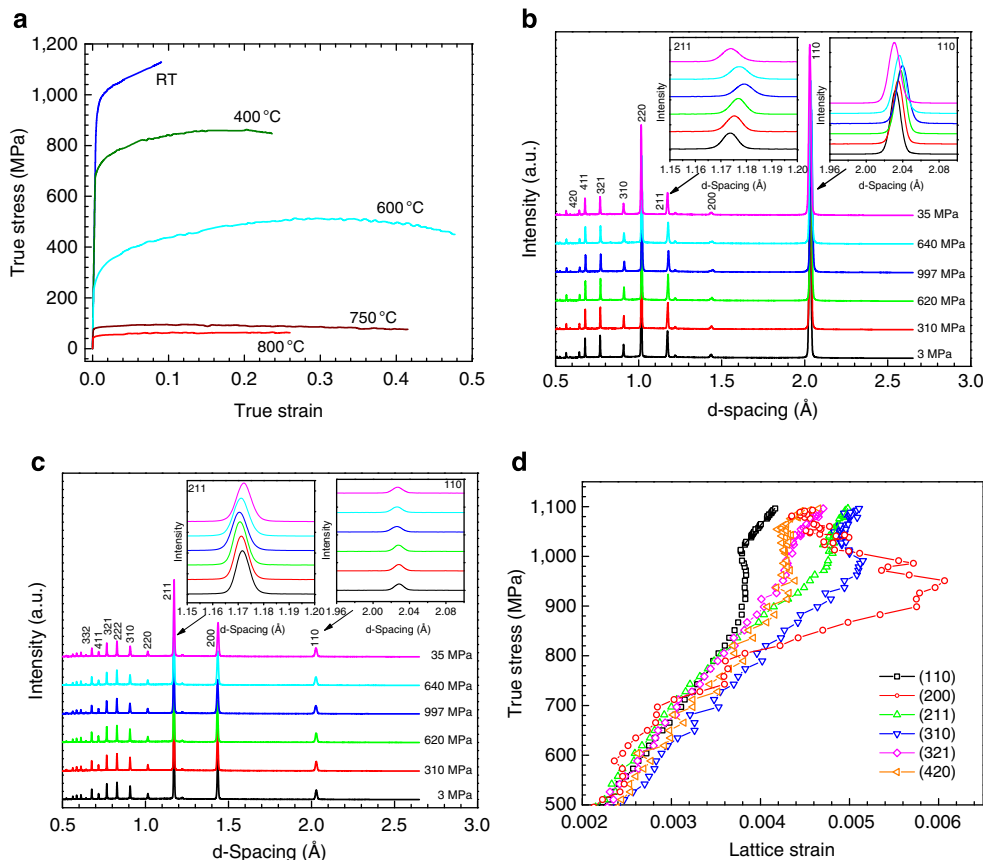 a
True stress (MPa)
1,200
1,000
800
600
400
200
0
RT
400 °C
600 °C
750 °C
800 °C
0.0 0.1 0.2 0.3 0.4 0.5
True strain
b
Intensity (a.u.)
420
411
321
310
220
211
200
110
211
Intensity
1.15 1.16 1.17 1.18 1.19 1.20
d-Spacing (Å)
110
Intensity
1.96 2.00 2.04 2.08
d-Spacing (Å)
35 MPa
640 MPa
997 MPa
620 MPa
310 MPa
3 MPa
0.5 1.0 1.5 2.0 2.5 3.0
d-spacing (Å)
c
Intensity (a.u.)
332
411
321
222
310
220
211
200
110
211
Intensity
1.15 1.16 1.17 1.18 1.19 1.20
d-Spacing (Å)
110
Intensity
1.96 2.00 2.04 2.08
d-Spacing (Å)
35 MPa
640 MPa
997 MPa
620 MPa
310 MPa
3 MPa
0.5 1.0 1.5 2.0 2.5 3.0
d-Spacing (Å)
d
True stress (MPa)
1,100
1,000
900
800
700
600
500
(110)
(200)
(211)
(310)
(321)
(420)
0.002 0.003 0.004 0.005 0.006
Lattice strain